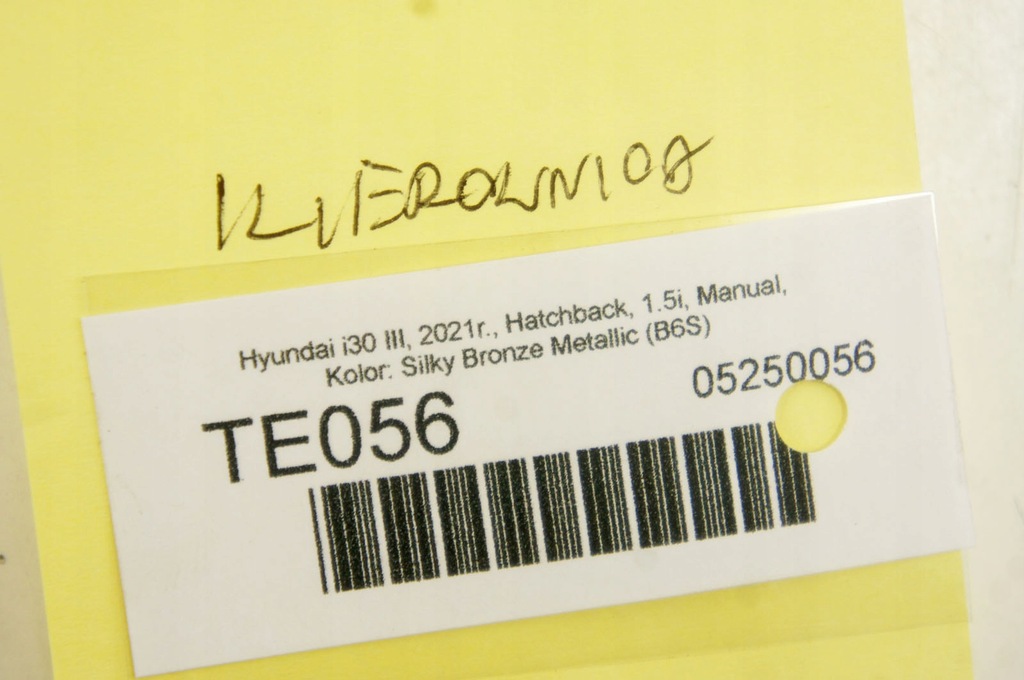 KIEROWNICA
Hyundai i30 III, 2021r., Hatchback, 1.5i, Manual,
Kolor: Silky Bronze Metallic (B6S)
05250056
TE056